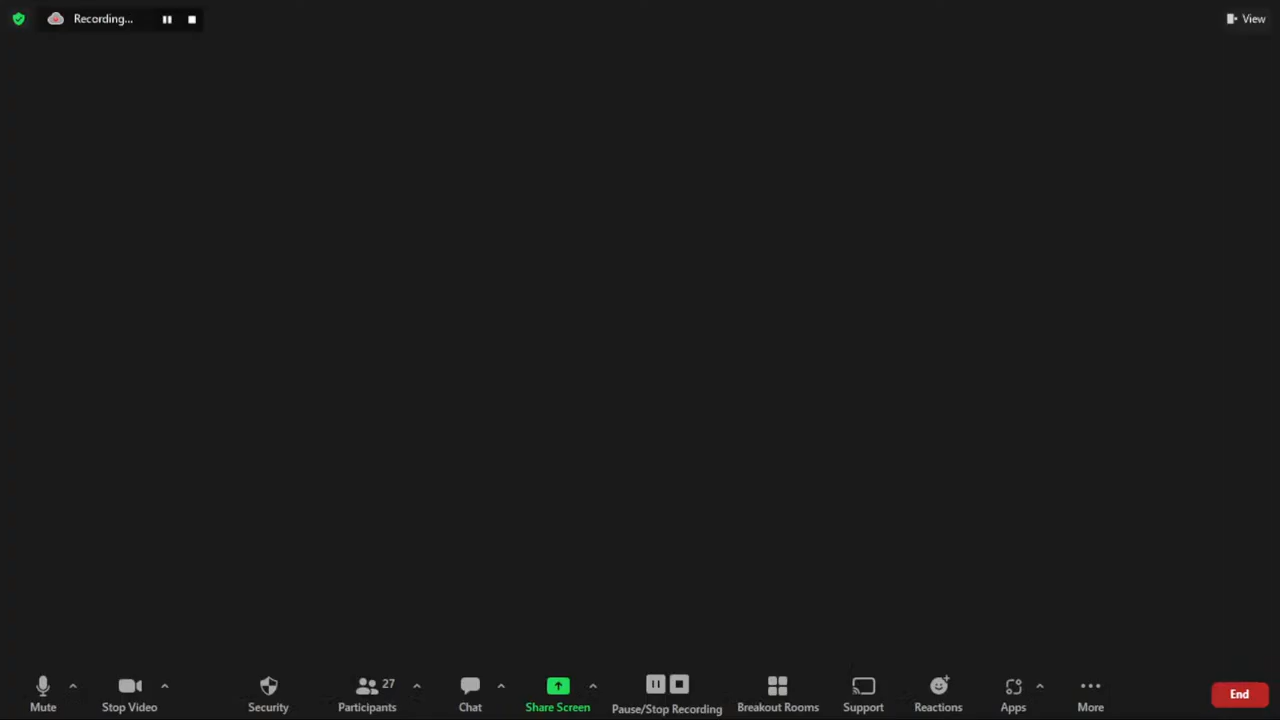 Recording...
View
27
Mute
Stop Video
Security
Participants
Chat
Share Screen
Pause/Stop Recording
Breakout Rooms
Support
Reactions
Apps
More
End